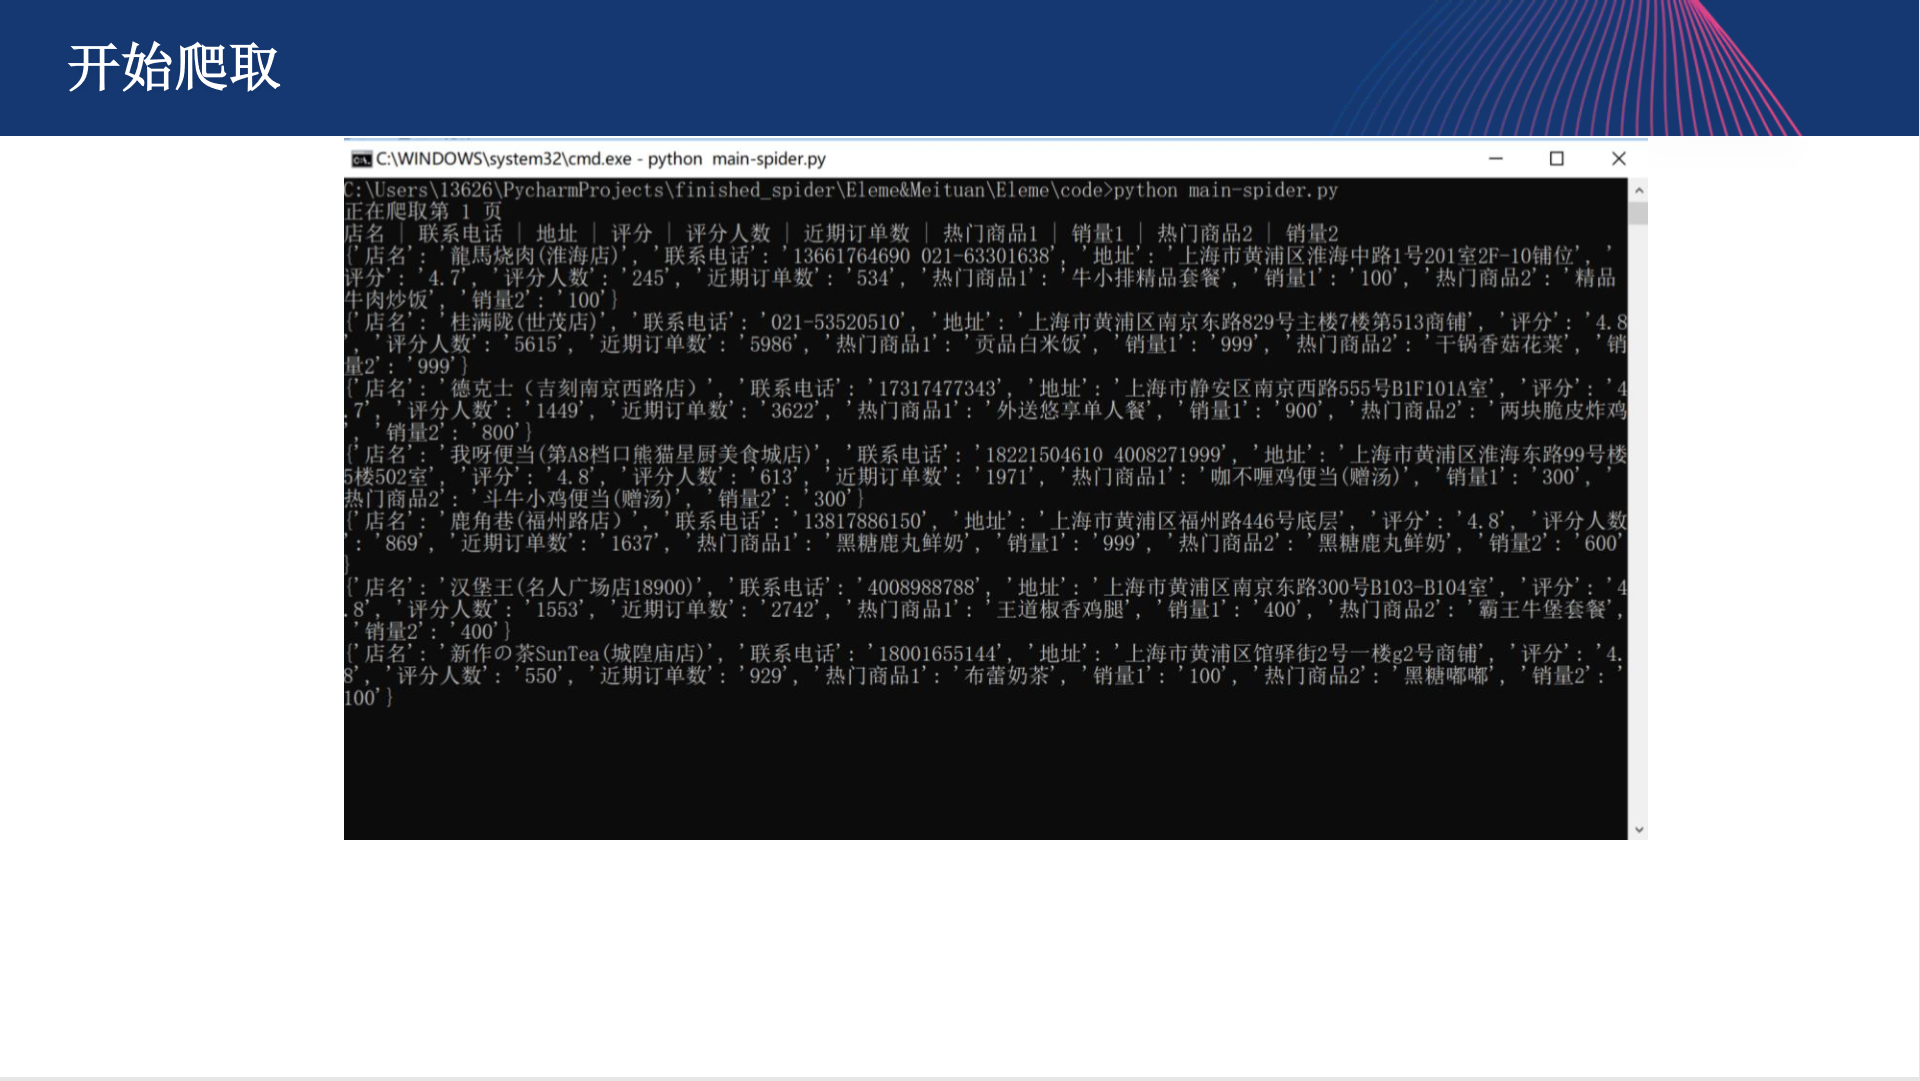 开始爬取
C:\WINDOWS\system32\cmd.exe - python  main-spider.py
C:\Users\13626\PycharmProjects\finished_spider\Eleme&Meituan\Eleme\code>python main-spider.py
正在爬取第 1 页
店名 | 联系电话 | 地址 | 评分 | 评分人数 | 近期订单数 | 热门商品1 | 销量1 | 热门商品2 | 销量2
{'店名': '龍馬烧肉(淮海店)', '联系电话': '13661764690 021-63301638', '地址': '上海市黄浦区淮海中路1号201室2F-10铺位', '
评分': '4.7', '评分人数': '245', '近期订单数': '534', '热门商品1': '牛小排精品套餐', '销量1': '100', '热门商品2': '精品
牛肉炒饭', '销量2': '100'}
{'店名': '桂满陇(世茂店)', '联系电话': '021-53520510', '地址': '上海市黄浦区南京东路829号主楼7楼第513商铺', '评分': '4.8
', '评分人数': '5615', '近期订单数': '5986', '热门商品1': '贡品白米饭', '销量1': '999', '热门商品2': '干锅香菇花菜', '销
量2': '999'}
{'店名': '德克士（吉刻南京西路店）', '联系电话': '17317477343', '地址': '上海市静安区南京西路555号B1F101A室', '评分': '4
.7', '评分人数': '1449', '近期订单数': '3622', '热门商品1': '外送悠享单人餐', '销量1': '900', '热门商品2': '两块脆皮炸鸡
', '销量2': '800'}
{'店名': '我呀便当(第A8档口熊猫星厨美食城店)', '联系电话': '18221504610 4008271999', '地址': '上海市黄浦区淮海东路99号楼
5楼502室', '评分': '4.8', '评分人数': '613', '近期订单数': '1971', '热门商品1': '咖不喱鸡便当(赠汤)', '销量1': '300', '
热门商品2': '斗牛小鸡便当(赠汤)', '销量2': '300'}
{'店名': '鹿角巷(福州路店）', '联系电话': '13817886150', '地址': '上海市黄浦区福州路446号底层', '评分': '4.8', '评分人数
': '869', '近期订单数': '1637', '热门商品1': '黑糖鹿丸鲜奶', '销量1': '999', '热门商品2': '黑糖鹿丸鲜奶', '销量2': '600'
}
{'店名': '汉堡王(名人广场店18900)', '联系电话': '4008988788', '地址': '上海市黄浦区南京东路300号B103-B104室', '评分': '4
.8', '评分人数': '1553', '近期订单数': '2742', '热门商品1': '王道椒香鸡腿', '销量1': '400', '热门商品2': '霸王牛堡套餐',
 '销量2': '400'}
{'店名': '新作の茶SunTea(城隍庙店)', '联系电话': '18001655144', '地址': '上海市黄浦区馆驿街2号一楼g2号商铺', '评分': '4.
8', '评分人数': '550', '近期订单数': '929', '热门商品1': '布蕾奶茶', '销量1': '100', '热门商品2': '黑糖嘟嘟', '销量2': '
100'}